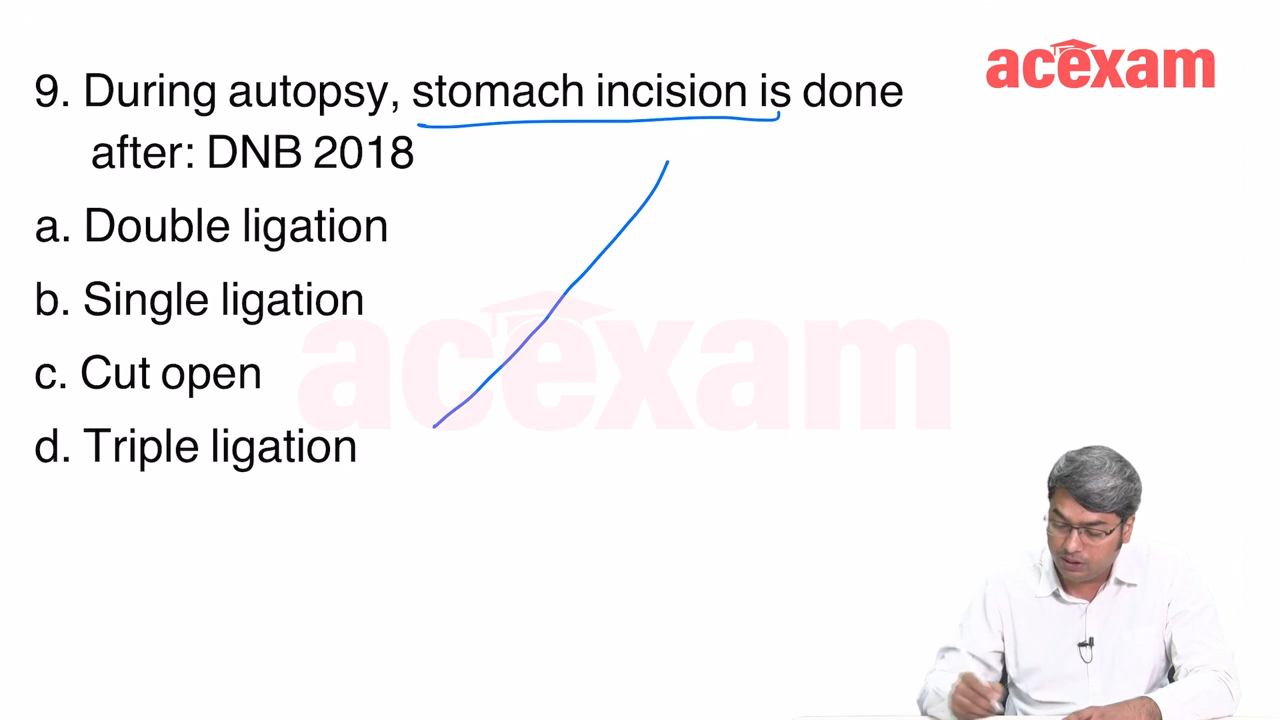 acexam
9. During autopsy, stomach incision is done
after: DNB 2018
a. Double ligation
b. Single ligation
c. Cut open
d. Triple ligation
acexam